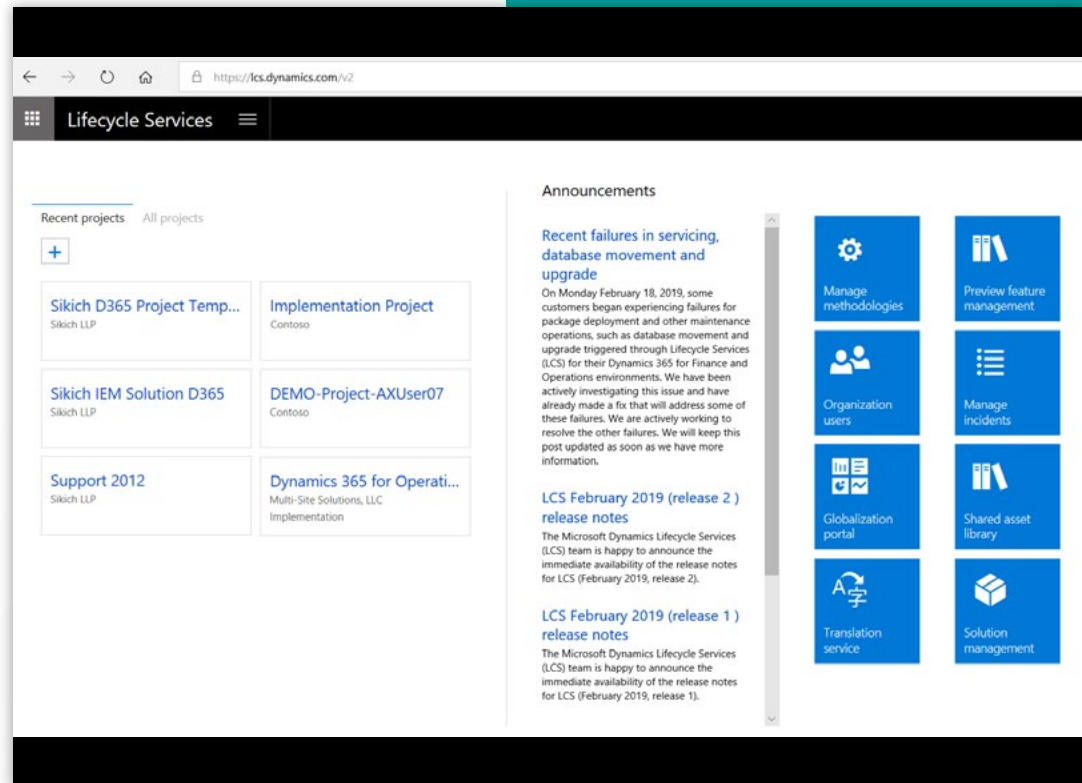 https://lcs.dynamics.com/v2
Lifecycle Services
Recent projects
All projects
+
Sikich D365 Project Temp...
Sikich LLP
Implementation Project
Contoso
Sikich IEM Solution D365
Sikich LLP
DEMO-Project-AXUser07
Contoso
Support 2012
Sikich LLP
Dynamics 365 for Operati...
Multi-Site Solutions, LLC
Implementation
Announcements
Recent failures in servicing,
database movement and
upgrade
On Monday February 18, 2019, some
customers began experiencing failures for
package deployment and other maintenance
operations, such as database movement and
upgrade triggered through Lifecycle Services
(LCS) for their Dynamics 365 for Finance and
Operations environments. We have been
actively investigating this issue and have
already made a fix that will address some of
these failures. We are actively working to
resolve the other failures. We will keep this
post updated as soon as we have more
information.
LCS February 2019 (release 2 )
release notes
The Microsoft Dynamics Lifecycle Services
(LCS) team is happy to announce the
immediate availability of the release notes
for LCS (February 2019, release 2).
LCS February 2019 (release 1 )
release notes
The Microsoft Dynamics Lifecycle Services
(LCS) team is happy to announce the
immediate availability of the release notes
for LCS (February 2019, release 1).
Manage
methodologies
Preview feature
management
Organization
users
Manage
incidents
Globalization
portal
Shared asset
library
A字
Translation
service
Solution
management